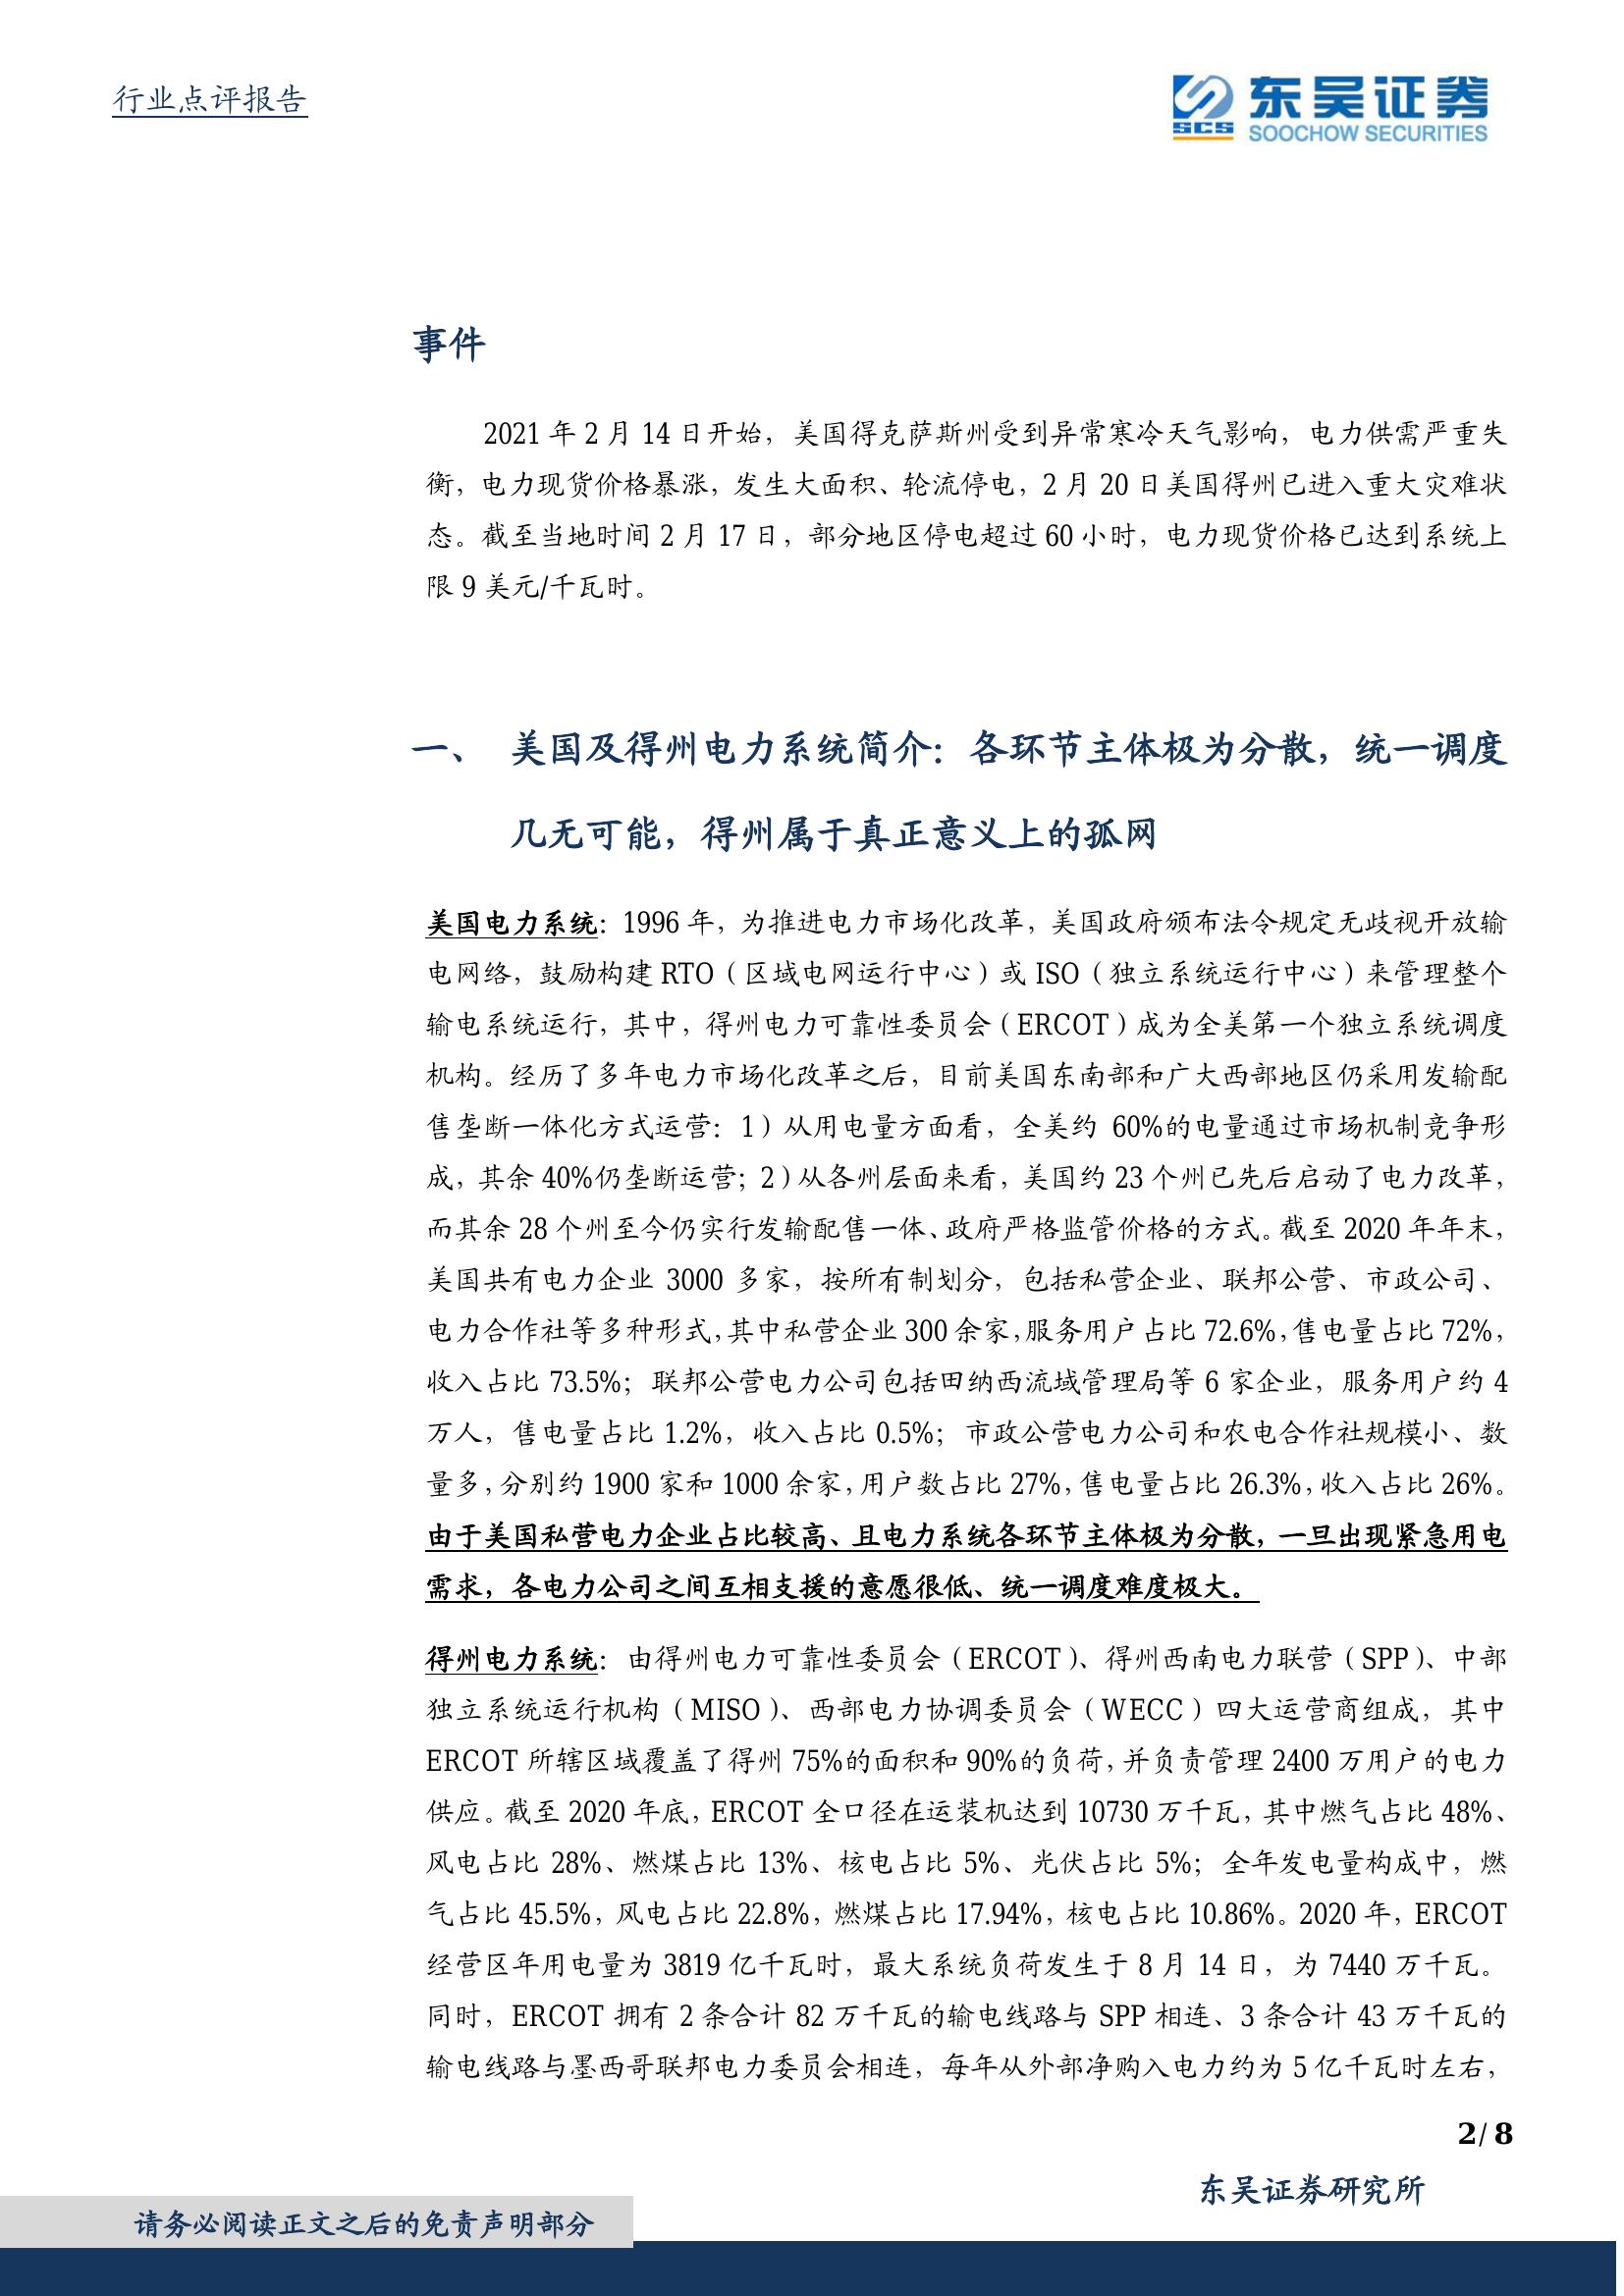 行业点评报告
SCS
东吴证券
SOOCHOW SECURITIES
事件
2021 年 2 月 14 日开始，美国得克萨斯州受到异常寒冷天气影响，电力供需严重失
衡，电力现货价格暴涨，发生大面积、轮流停电，2 月 20 日美国得州已进入重大灾难状
态。截至当地时间 2 月 17 日，部分地区停电超过 60 小时，电力现货价格已达到系统上
限 9 美元/千瓦时。
一、 美国及得州电力系统简介：各环节主体极为分散，统一调度
几无可能，得州属于真正意义上的孤网
美国电力系统：1996 年，为推进电力市场化改革，美国政府颁布法令规定无歧视开放输
电网络，鼓励构建 RTO（区域电网运行中心）或 ISO（独立系统运行中心）来管理整个
输电系统运行，其中，得州电力可靠性委员会（ERCOT）成为全美第一个独立系统调度
机构。经历了多年电力市场化改革之后，目前美国东南部和广大西部地区仍采用发输配
售垄断一体化方式运营：1）从用电量方面看，全美约 60%的电量通过市场机制竞争形
成，其余 40%仍垄断运营；2）从各州层面来看，美国约 23 个州已先后启动了电力改革，
而其余 28 个州至今仍实行发输配售一体、政府严格监管价格的方式。截至 2020 年年末，
美国共有电力企业 3000 多家，按所有制划分，包括私营企业、联邦公营、市政公司、
电力合作社等多种形式，其中私营企业 300 余家，服务用户占比 72.6%，售电量占比 72%，
收入占比 73.5%；联邦公营电力公司包括田纳西流域管理局等 6 家企业，服务用户约 4
万人，售电量占比 1.2%，收入占比 0.5%；市政公营电力公司和农电合作社规模小、数
量多，分别约 1900 家和 1000 余家，用户数占比 27%，售电量占比 26.3%，收入占比 26%。
由于美国私营电力企业占比较高、且电力系统各环节主体极为分散，一旦出现紧急用电
需求，各电力公司之间互相支援的意愿很低、统一调度难度极大。
得州电力系统：由得州电力可靠性委员会（ERCOT）、得州西南电力联营（SPP）、中部
独立系统运行机构（MISO）、西部电力协调委员会（WECC）四大运营商组成，其中
ERCOT 所辖区域覆盖了得州 75%的面积和 90%的负荷，并负责管理 2400 万用户的电力
供应。截至 2020 年底，ERCOT 全口径在运装机达到 10730 万千瓦，其中燃气占比 48%、
风电占比 28%、燃煤占比 13%、核电占比 5%、光伏占比 5%；全年发电量构成中，燃
气占比 45.5%，风电占比 22.8%，燃煤占比 17.94%，核电占比 10.86%。2020 年，ERCOT
经营区年用电量为 3819 亿千瓦时，最大系统负荷发生于 8 月 14 日，为 7440 万千瓦。
同时，ERCOT 拥有 2 条合计 82 万千瓦的输电线路与 SPP 相连、3 条合计 43 万千瓦的
输电线路与墨西哥联邦电力委员会相连，每年从外部净购入电力约为 5 亿千瓦时左右，
2/ 8
东吴证券研究所
请务必阅读正文之后的免责声明部分